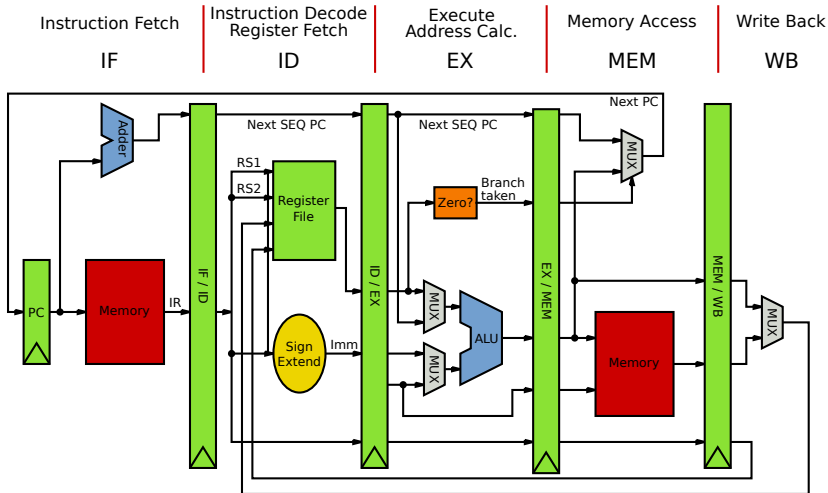 Instruction Fetch
IF
Instruction Decode
Register Fetch
ID
Execute
Address Calc.
EX
Memory Access
MEM
Write Back
WB
Next PC
Adder
Next SEQ PC
Next SEQ PC
MUX
RS1
RS2
Register
File
Branch
taken
Zero?
IF / ID
ID / EX
EX / MEM
MEM / WB
PC
Memory
IR
MUX
ALU
MUX
Sign
Extend
Imm
MUX
Memory